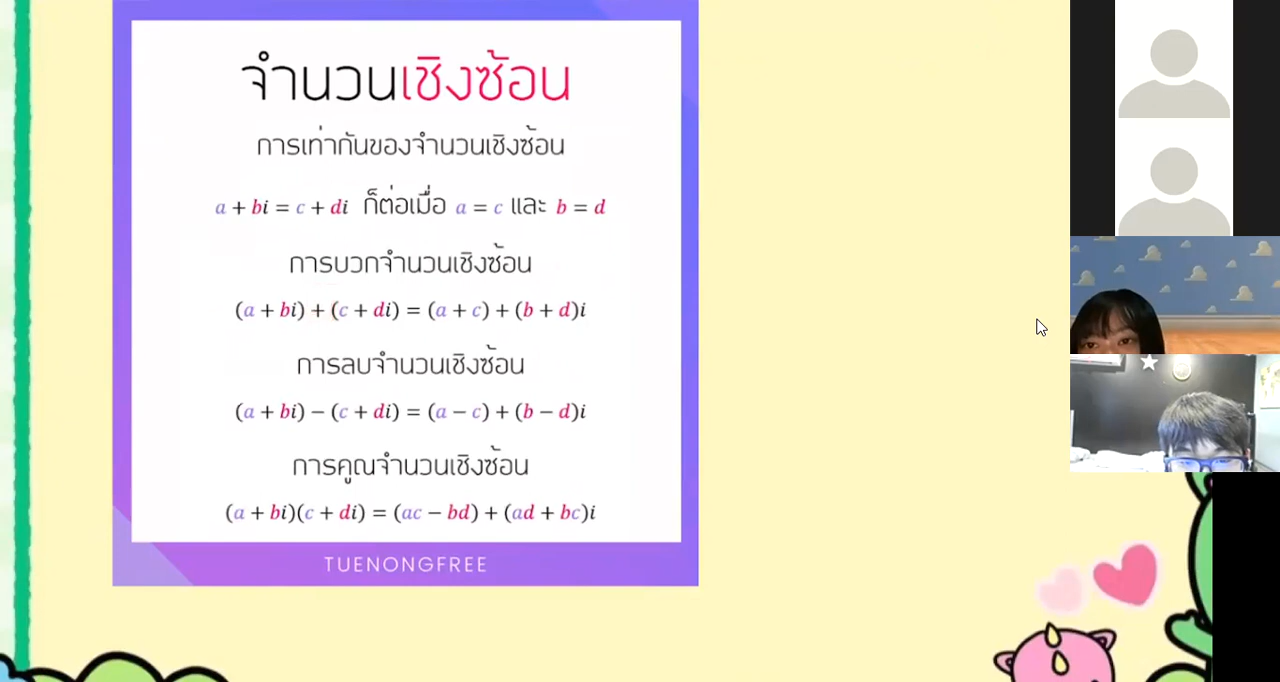 จำนวนเชิงซ้อน
การเท่ากันของจำนวนเชิงซ้อน
a + bi = c + di ก็ต่อเมื่อ a = c และ b = d
การบวกจำนวนเชิงซ้อน
(a + bi) + (c + di) = (a + c) + (b + d)i
การลบจำนวนเชิงซ้อน
(a + bi) − (c + di) = (a − c) + (b − d)i
การคูณจำนวนเชิงซ้อน
(a + bi)(c + di) = (ac − bd) + (ad + bc)i
TUENONGFREE